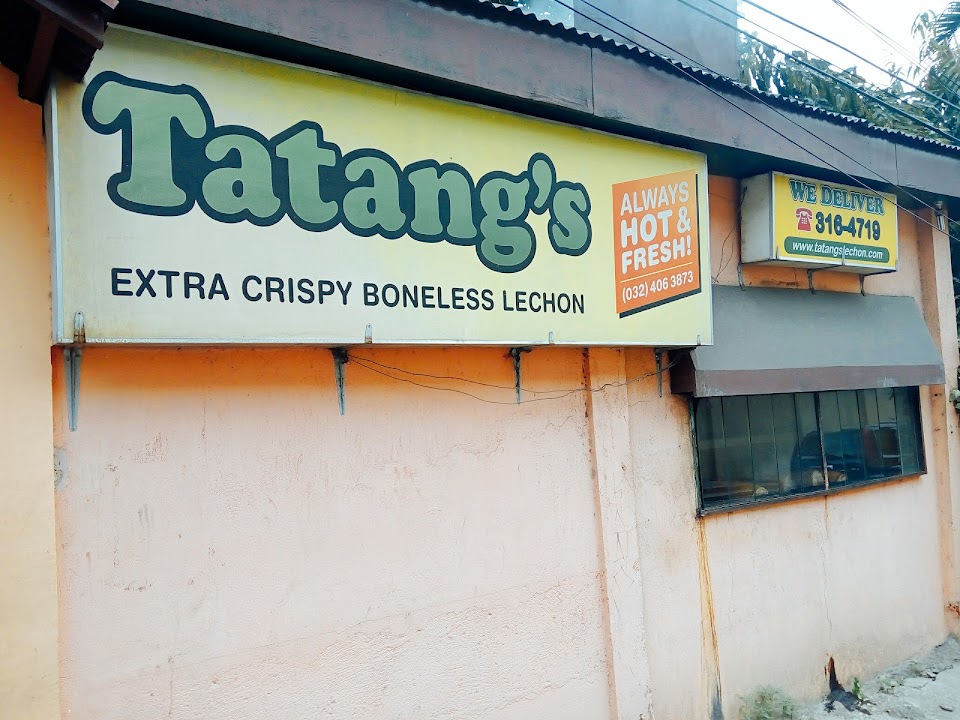 Tatang's
EXTRA CRISPY BONELESS LECHON
ALWAYS
HOT &
FRESH!
(032) 406 3873
WE DELIVER
316-4719
www.tatangslechon.com